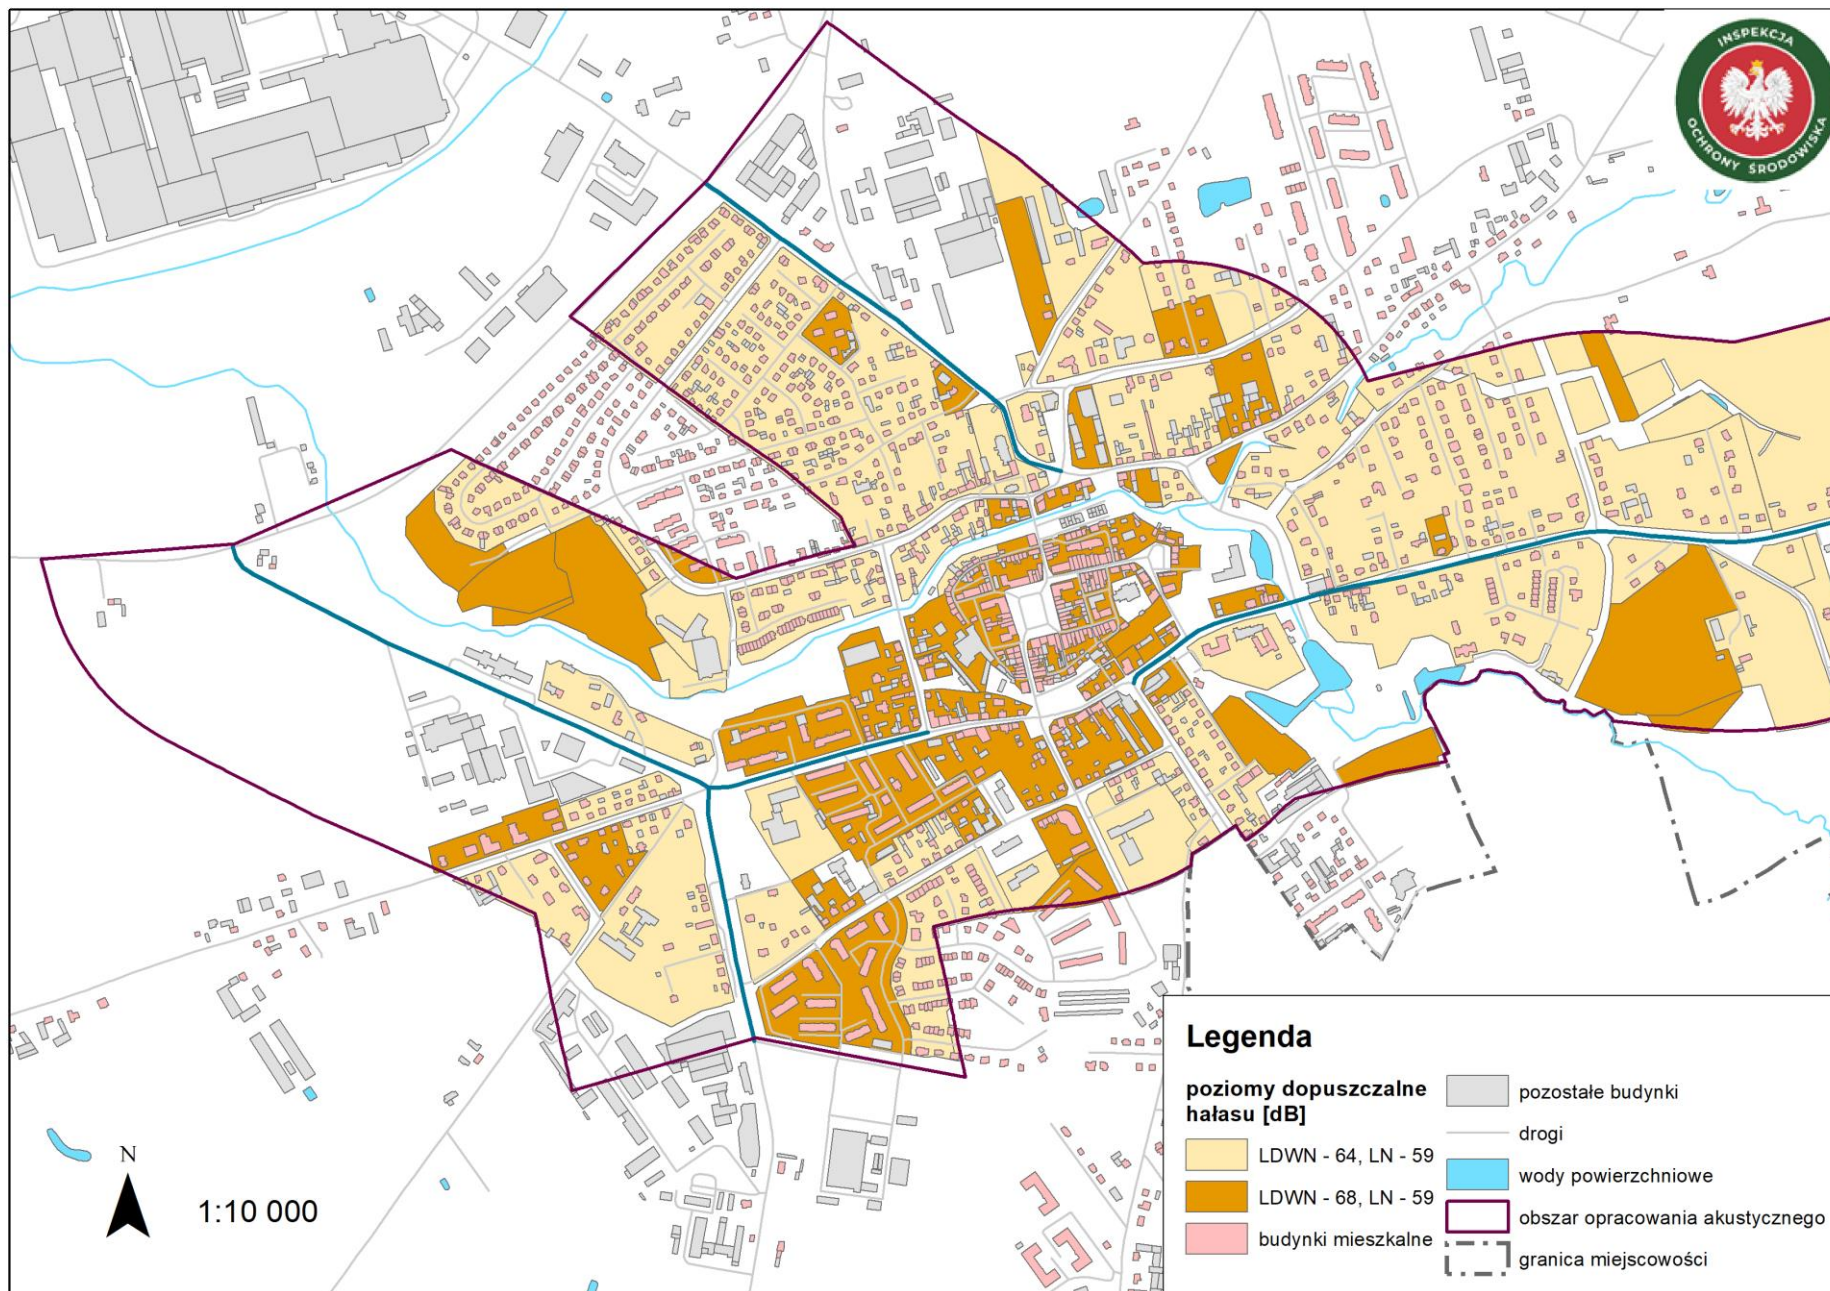 INSPEKCJA
OCHRONY ŚRODOWISKA
Legenda
poziomy dopuszczalne
hałasu [dB]
LDWN - 64, LN - 59
LDWN - 68, LN - 59
budynki mieszkalne
pozostałe budynki
drogi
wody powierzchniowe
obszar opracowania akustycznego
granica miejscowości
N
1:10 000